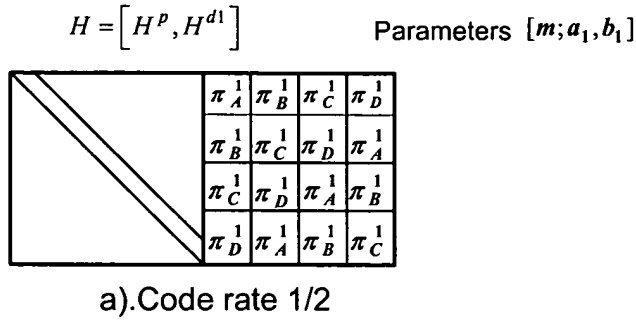 H = [H^p, H^{d1}] Parameters [m; a_1, b_1]
π_A^1 π_B^1 π_C^1 π_D^1
π_B^1 π_C^1 π_D^1 π_A^1
π_C^1 π_D^1 π_A^1 π_B^1
π_D^1 π_A^1 π_B^1 π_C^1
a).Code rate 1/2